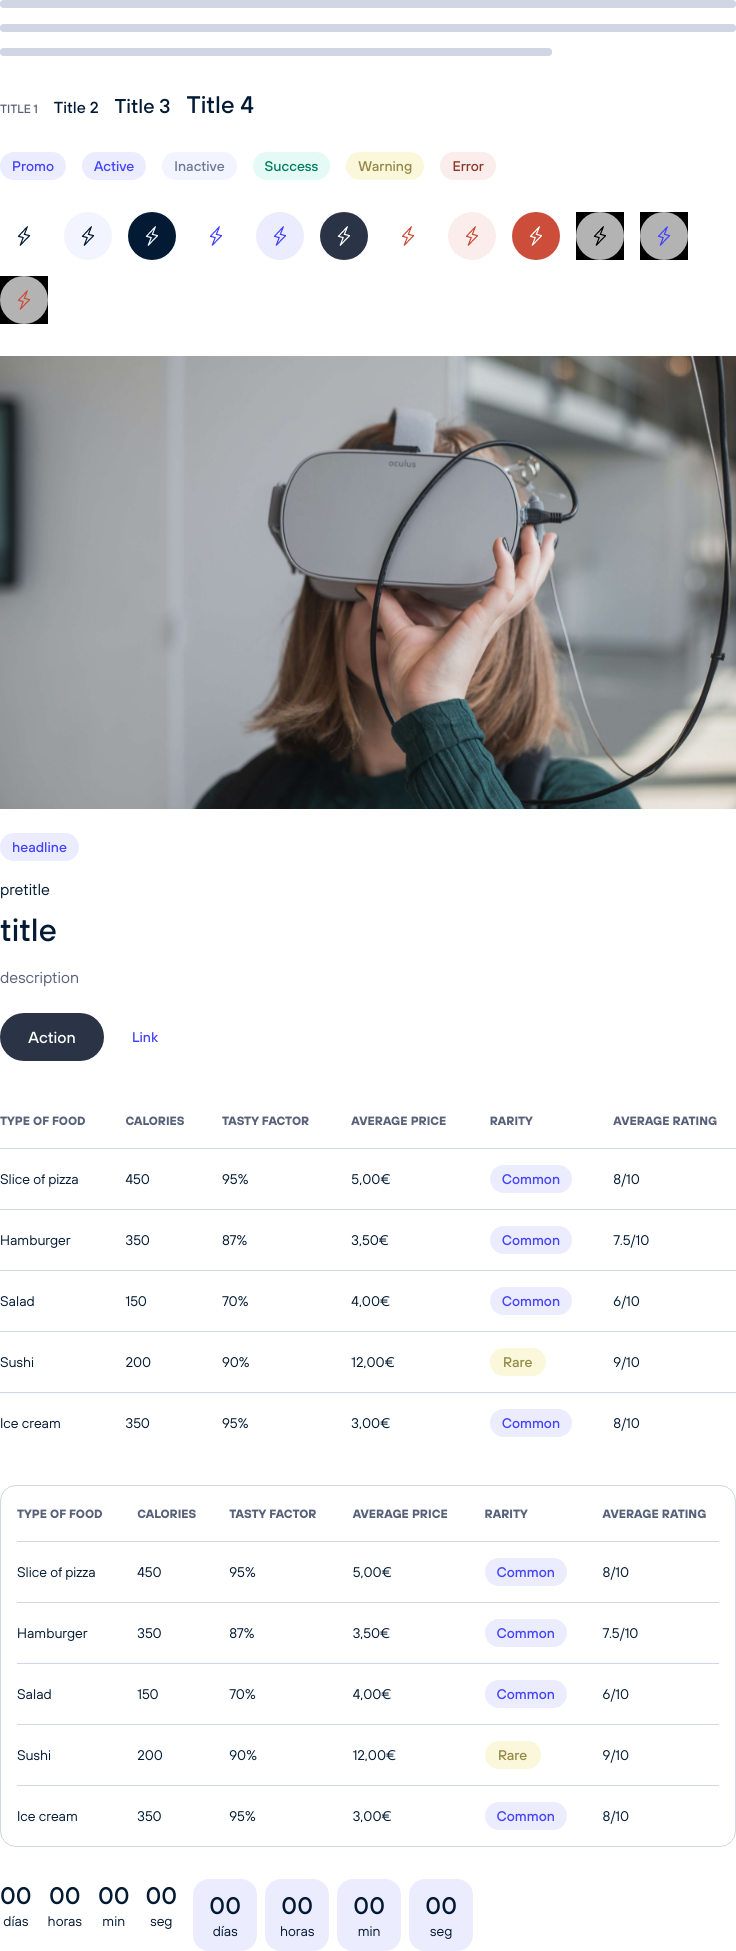 TITLE 1 Title 2 Title 3 Title 4
Promo Active Inactive Success Warning Error
oculus
headline
pretitle
title
description
Action Link
TYPE OF FOOD CALORIES TASTY FACTOR AVERAGE PRICE RARITY AVERAGE RATING
Slice of pizza 450 95% 5,00€ Common 8/10
Hamburger 350 87% 3,50€ Common 7.5/10
Salad 150 70% 4,00€ Common 6/10
Sushi 200 90% 12,00€ Rare 9/10
Ice cream 350 95% 3,00€ Common 8/10
TYPE OF FOOD CALORIES TASTY FACTOR AVERAGE PRICE RARITY AVERAGE RATING
Slice of pizza 450 95% 5,00€ Common 8/10
Hamburger 350 87% 3,50€ Common 7.5/10
Salad 150 70% 4,00€ Common 6/10
Sushi 200 90% 12,00€ Rare 9/10
Ice cream 350 95% 3,00€ Common 8/10
00 00 00 00 00 00 00 00
días horas min seg días horas min seg